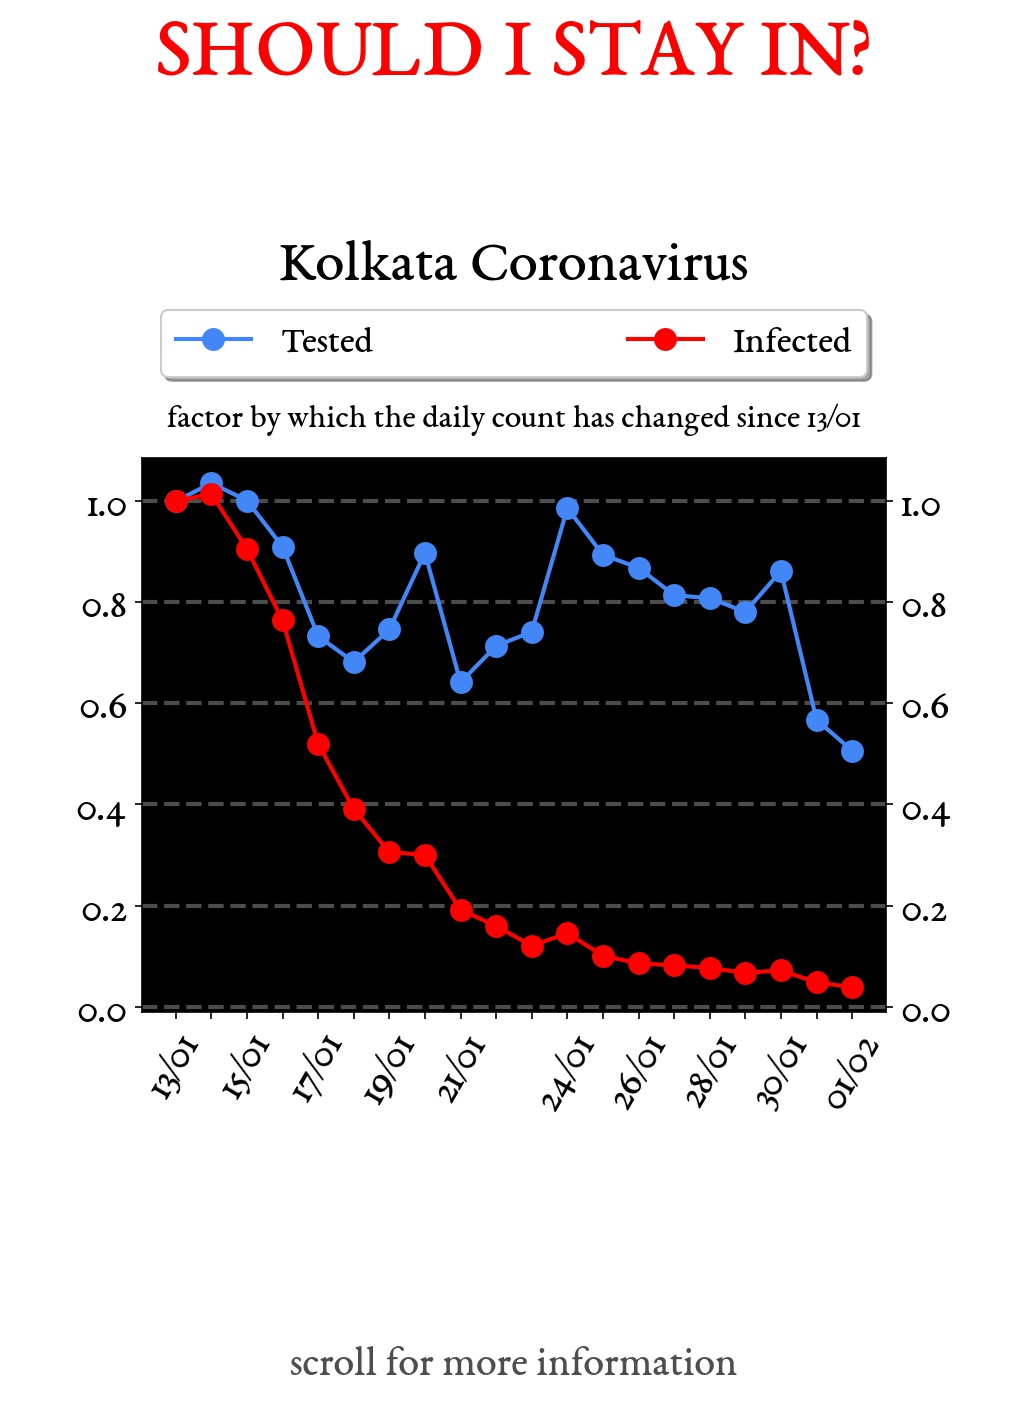 SHOULD I STAY IN?
Kolkata Coronavirus
Tested Infected
factor by which the daily count has changed since 13/01
1.0 1.0
0.8 0.8
0.6 0.6
0.4 0.4
0.2 0.2
0.0 0.0
13/01 15/01 17/01 19/01 21/01 24/01 26/01 28/01 30/01 01/02
scroll for more information